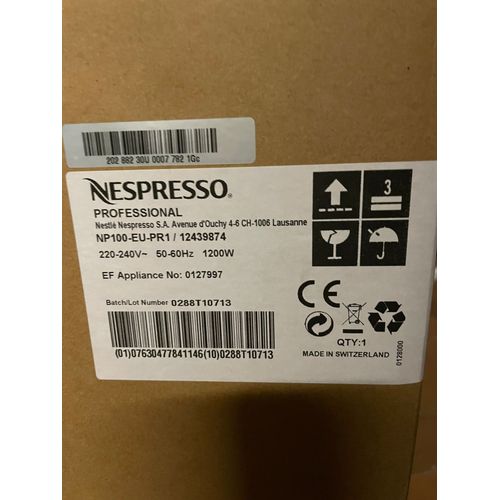 202 882 30U 0007 782 1Gc
NESPRESSO®
PROFESSIONAL
Nestlé Nespresso S.A. Avenue d'Ouchy 4-6 CH-1006 Lausanne
NP100-EU-PR1 / 12439874
220-240V~ 50-60Hz 1200W
EF Appliance No: 0127997
Batch/Lot Number 0288T10713
(01)07630477841146(10)0288T10713
3
CE
QTY:1
MADE IN SWITZERLAND
0128000